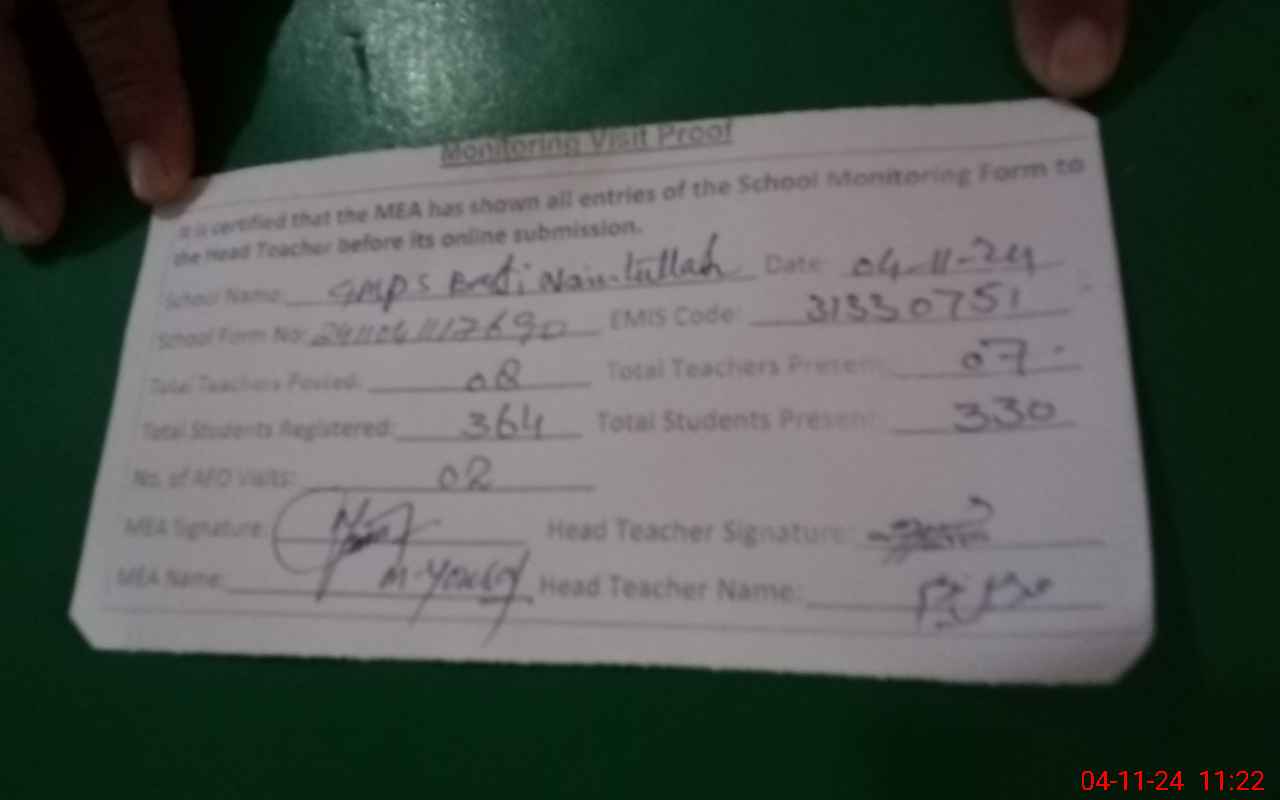 Monitoring Visit Proof
It is certified that the MEA has shown all entries of the School Monitoring Form to
the Head Teacher before its online submission.
School Name: GMPS Basti Naimtullah Date: 04-11-24
School Form No: 2411041117690 EMIS Code: 31330751
Total Teachers Posted: 08 Total Teachers Present: 07
Total Students Registered: 364 Total Students Present: 330
No. of AEO Visits: 02
MEA Signature: Head Teacher Signature:
MEA Name: M-Yousaf Head Teacher Name:
04-11-24 11:22